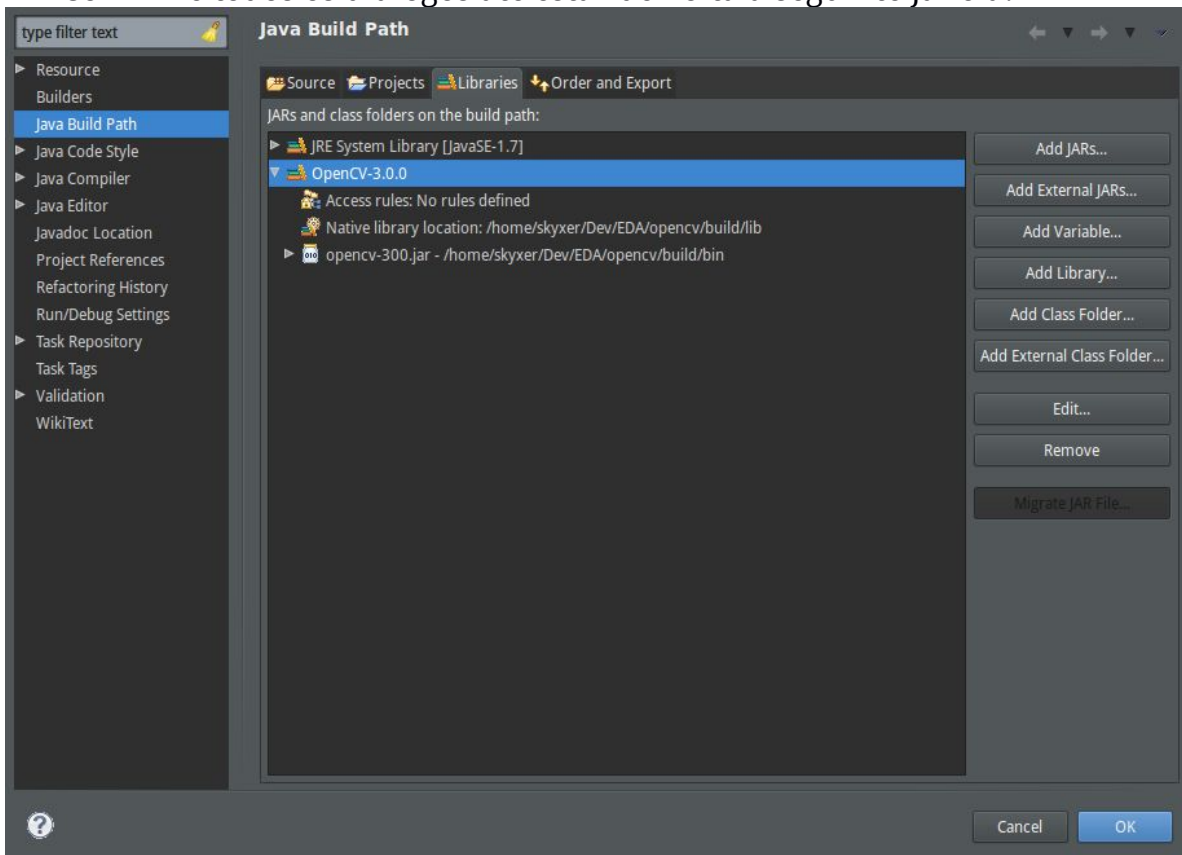 type filter text
Resource
Builders
Java Build Path
Java Code Style
Java Compiler
Java Editor
Javadoc Location
Project References
Refactoring History
Run/Debug Settings
Task Repository
Task Tags
Validation
WikiText
Java Build Path
Source Projects Libraries Order and Export
JARs and class folders on the build path:
JRE System Library [JavaSE-1.7]
OpenCV-3.0.0
Access rules: No rules defined
Native library location: /home/skyxer/Dev/EDA/opencv/build/lib
opencv-300.jar - /home/skyxer/Dev/EDA/opencv/build/bin
Add JARs...
Add External JARs...
Add Variable...
Add Library...
Add Class Folder...
Add External Class Folder...
Edit...
Remove
Migrate JAR File...
Cancel OK